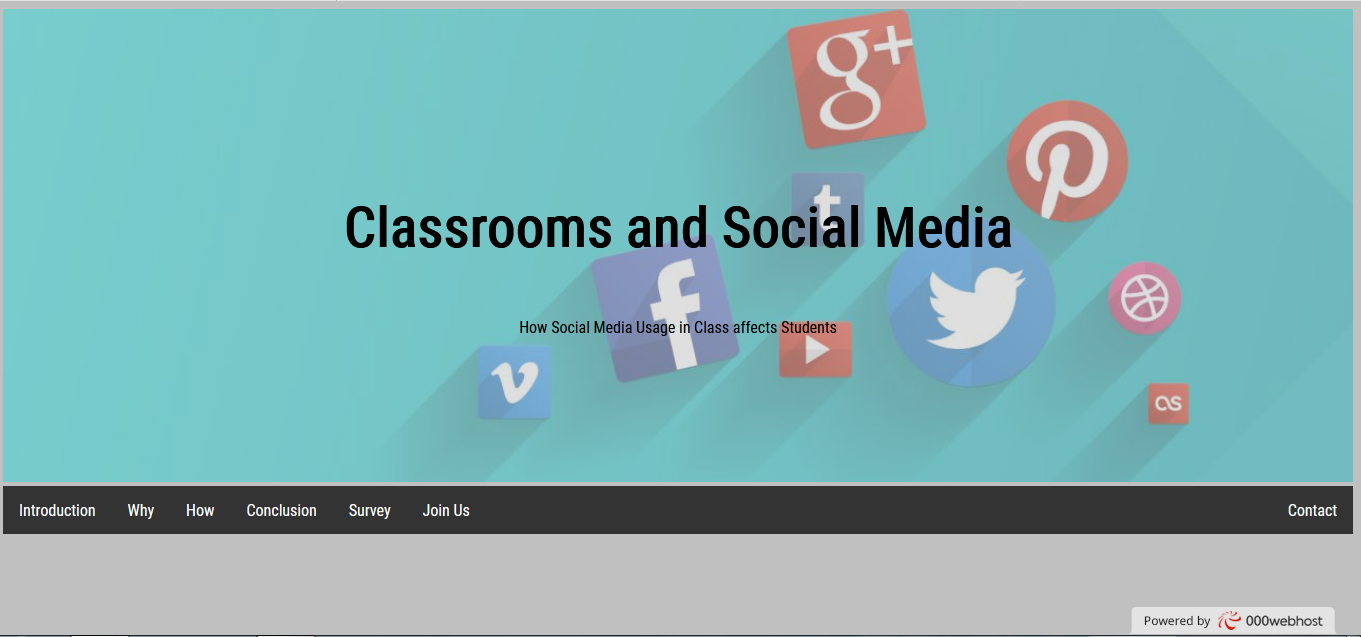 g+
t
Classrooms and Social Media
f
How Social Media Usage in Class affects Students
v
as
Introduction Why How Conclusion Survey Join Us Contact
Powered by 000webhost